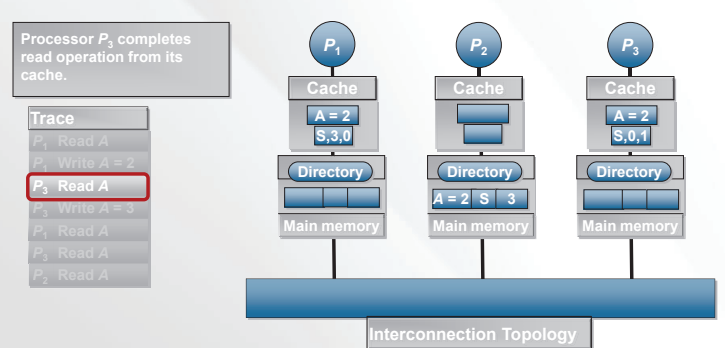 Processor P3 completes
read operation from its
cache.
Trace
P1 Read A
P1 Write A = 2
P3 Read A
P3 Write A = 3
P1 Read A
P3 Read A
P2 Read A
P1
P2
P3
Cache
Cache
Cache
A = 2
S,3,0
A = 2
S,0,1
Directory
Directory
Directory
A = 2 S 3
Main memory
Main memory
Main memory
Interconnection Topology